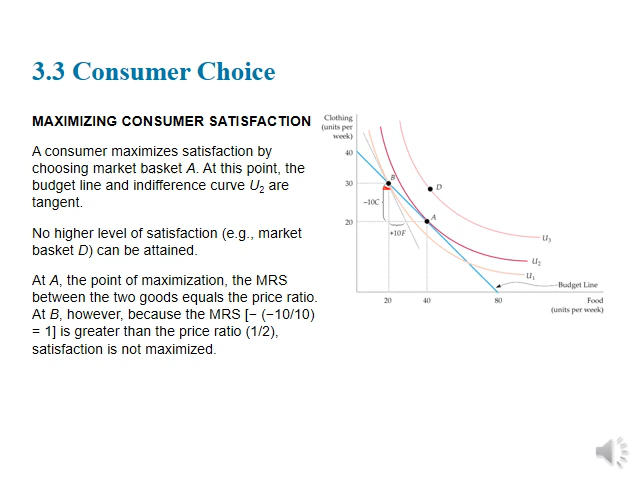 3.3 Consumer Choice
MAXIMIZING CONSUMER SATISFACTION
A consumer maximizes satisfaction by
choosing market basket A. At this point, the
budget line and indifference curve U2 are
tangent.
No higher level of satisfaction (e.g., market
basket D) can be attained.
At A, the point of maximization, the MRS
between the two goods equals the price ratio.
At B, however, because the MRS [− (−10/10)
= 1] is greater than the price ratio (1/2),
satisfaction is not maximized.
Clothing
(units per
week)
40
30
20
B
D
A
−10C
+10F
U3
U2
U1
Budget Line
20
40
80
Food
(units per week)